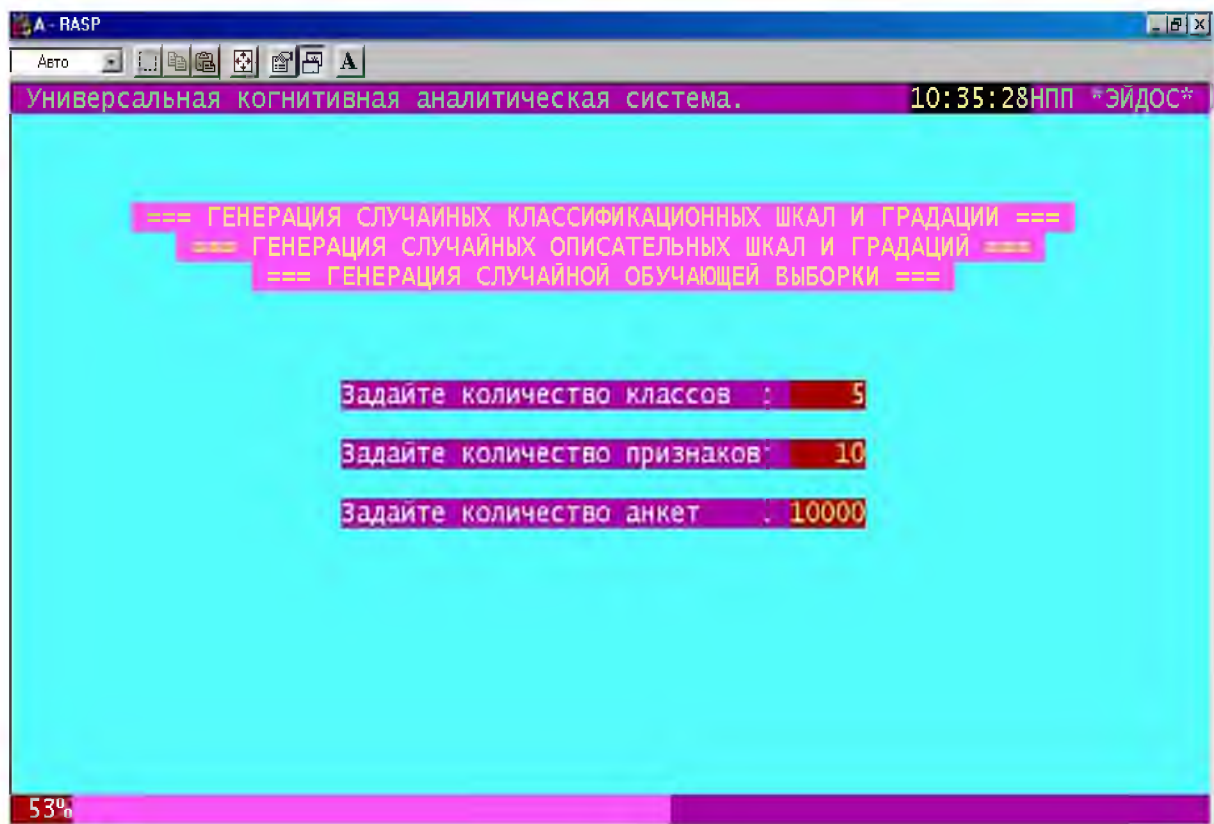 A - RASP
Авто
A
Универсальная когнитивная аналитическая система. 10:35:28НПП *ЭЙДОС*
=== ГЕНЕРАЦИЯ СЛУЧАЙНЫХ КЛАССИФИКАЦИОННЫХ ШКАЛ И ГРАДАЦИЙ ===
=== ГЕНЕРАЦИЯ СЛУЧАЙНЫХ ОПИСАТЕЛЬНЫХ ШКАЛ И ГРАДАЦИЙ ===
=== ГЕНЕРАЦИЯ СЛУЧАЙНОЙ ОБУЧАЮЩЕЙ ВЫБОРКИ ===
Задайте количество классов : 5
Задайте количество признаков: 10
Задайте количество анкет : 10000
53%